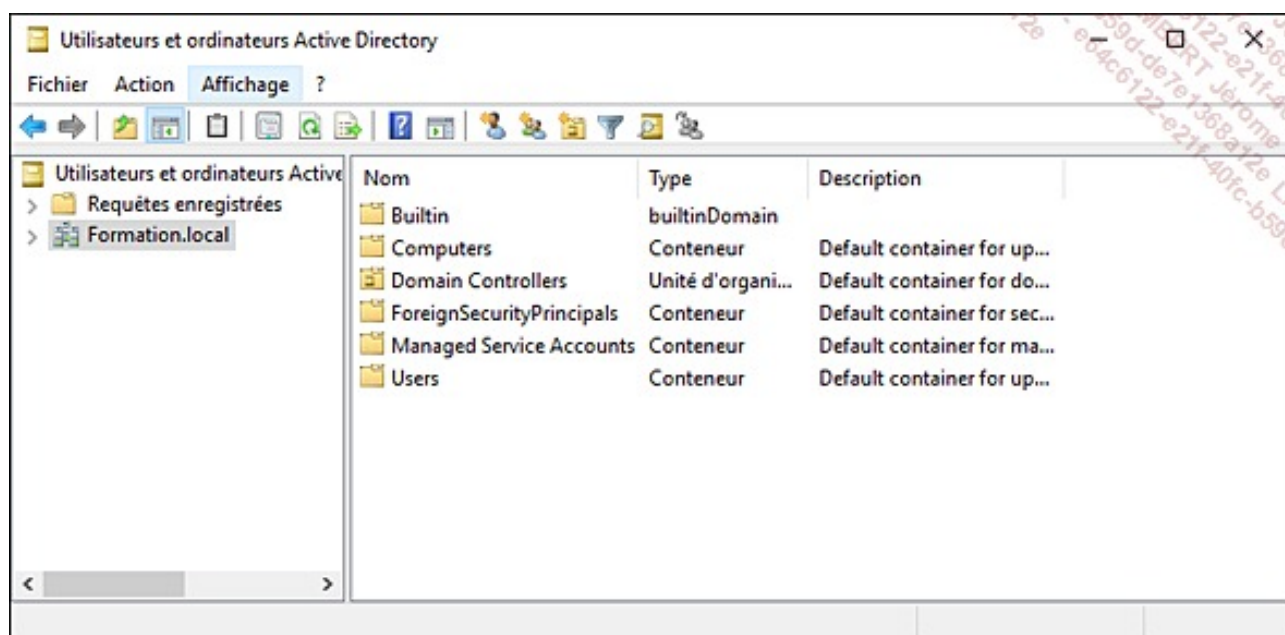 Utilisateurs et ordinateurs Active Directory
Fichier Action Affichage ?
Utilisateurs et ordinateurs Active
Requêtes enregistrées
Formation.local
Nom Type Description
Builtin builtinDomain
Computers Conteneur Default container for up...
Domain Controllers Unité d'organi... Default container for do...
ForeignSecurityPrincipals Conteneur Default container for sec...
Managed Service Accounts Conteneur Default container for ma...
Users Conteneur Default container for up...